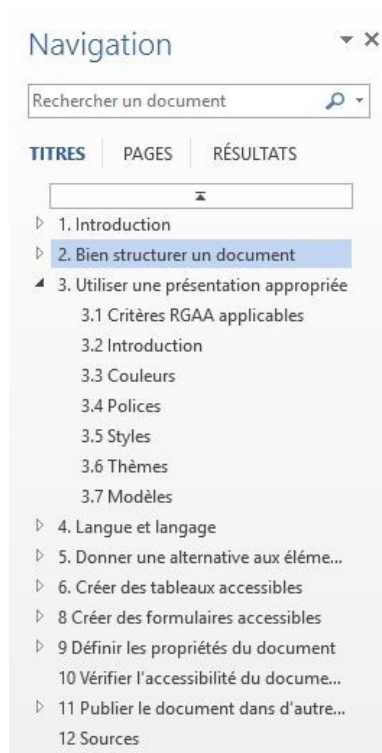 Navigation
Rechercher un document
TITRES PAGES RÉSULTATS
1. Introduction
2. Bien structurer un document
3. Utiliser une présentation appropriée
3.1 Critères RGAA applicables
3.2 Introduction
3.3 Couleurs
3.4 Polices
3.5 Styles
3.6 Thèmes
3.7 Modèles
4. Langue et langage
5. Donner une alternative aux éléme...
6. Créer des tableaux accessibles
8 Créer des formulaires accessibles
9 Définir les propriétés du document
10 Vérifier l'accessibilité du docume...
11 Publier le document dans d'autre...
12 Sources